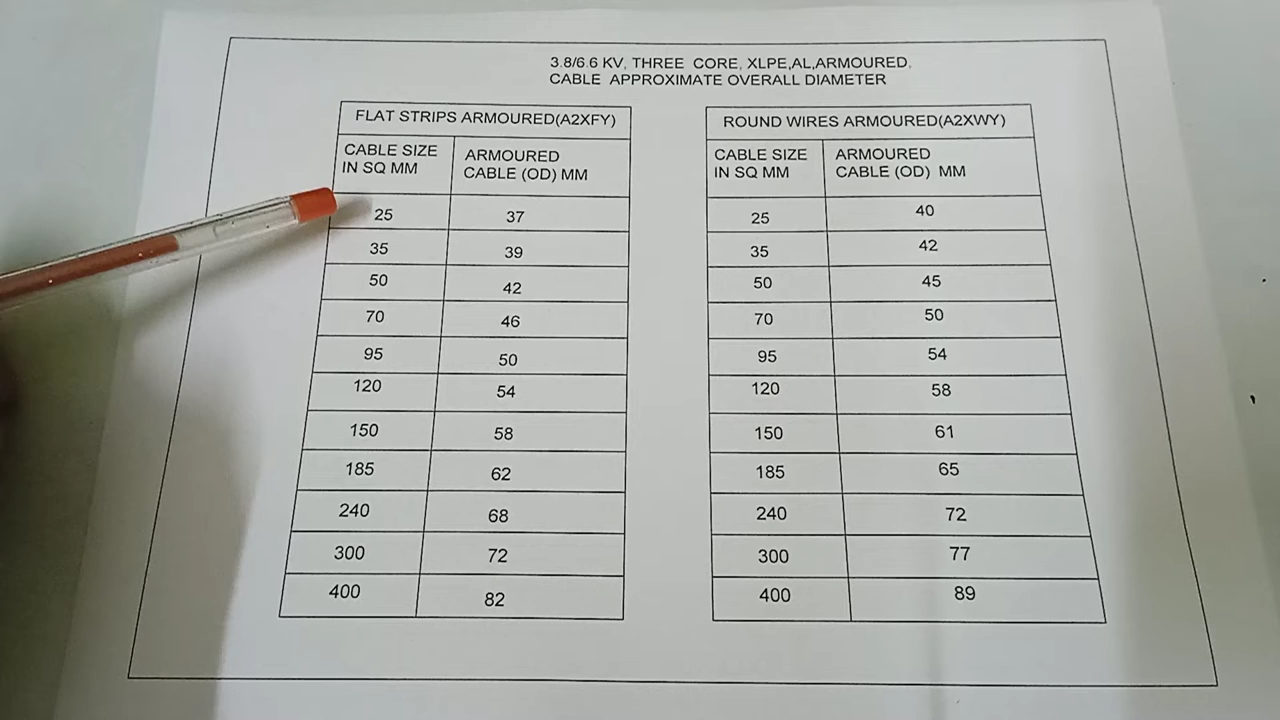 3.8/6.6 KV, THREE CORE, XLPE,AL,ARMOURED,
CABLE APPROXIMATE OVERALL DIAMETER
FLAT STRIPS ARMOURED(A2XFY)
CABLE SIZE
IN SQ MM
ARMOURED
CABLE (OD) MM
25 37
35 39
50 42
70 46
95 50
120 54
150 58
185 62
240 68
300 72
400 82
ROUND WIRES ARMOURED(A2XWY)
CABLE SIZE
IN SQ MM
ARMOURED
CABLE (OD) MM
25 40
35 42
50 45
70 50
95 54
120 58
150 61
185 65
240 72
300 77
400 89